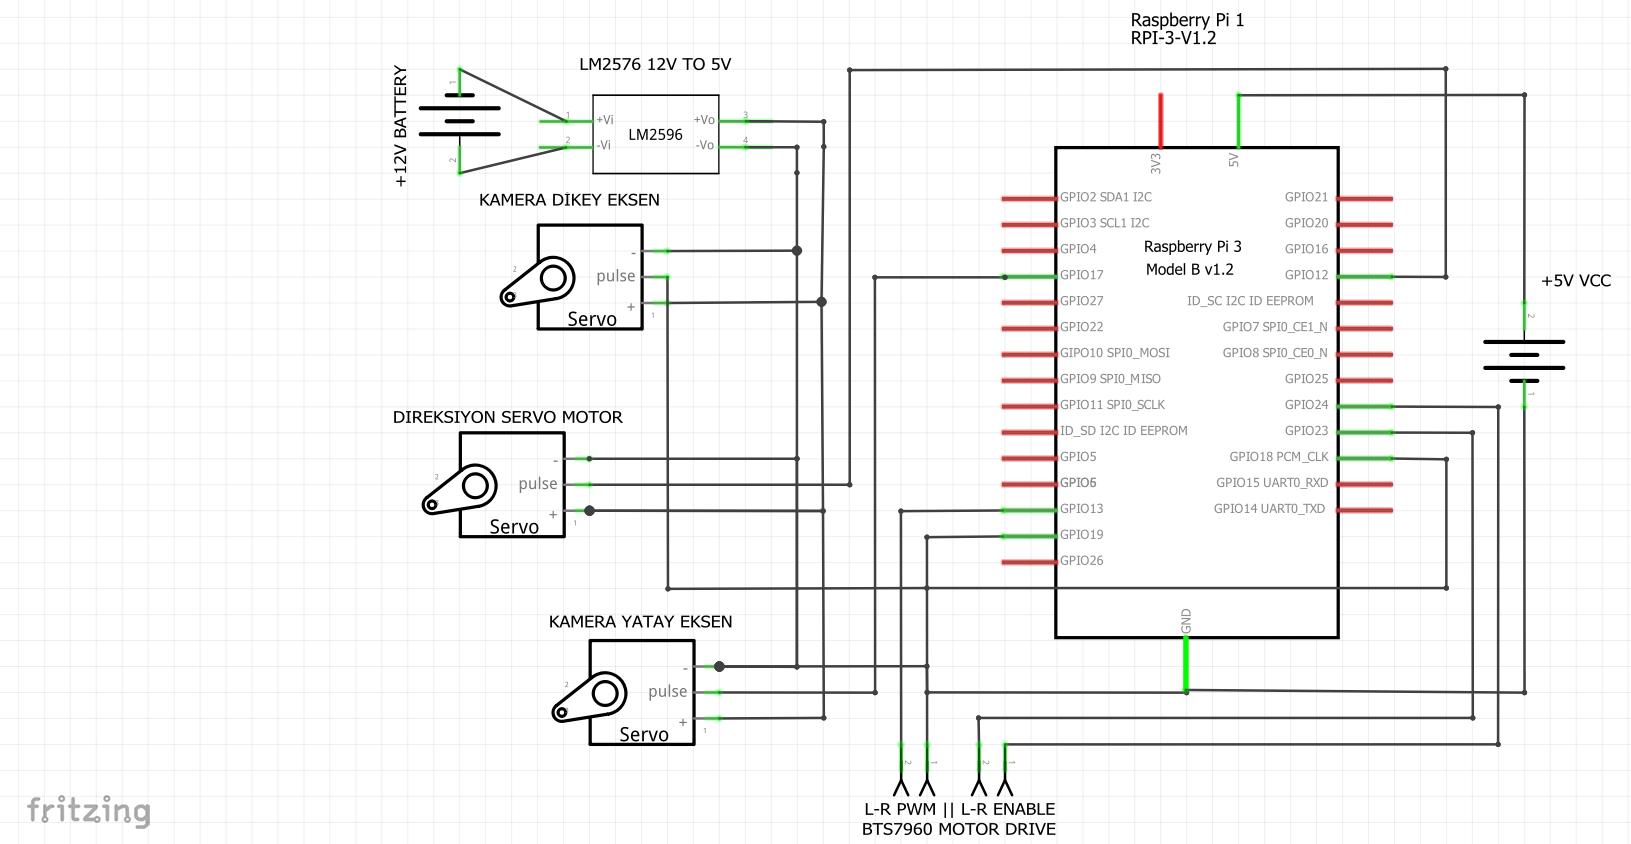 Raspberry Pi 1
RPI-3-V1.2
LM2576 12V TO 5V
+12V BATTERY
1
2
1
+Vi
+Vo
3
LM2596
2
-Vi
-Vo
4
3V3
5V
KAMERA DİKEY EKSEN
-
pulse
+
2
1
Servo
GPIO2 SDA1 I2C
GPIO3 SCL1 I2C
GPIO4
GPIO17
GPIO27
GPIO22
GIPO10 SPI0_MOSI
GPIO9 SPI0_MISO
GPIO11 SPI0_SCLK
ID_SD I2C ID EEPROM
GPIO5
GPIO6
GPIO13
GPIO19
GPIO26
Raspberry Pi 3
Model B v1.2
GPIO21
GPIO20
GPIO16
GPIO12
ID_SC I2C ID EEPROM
GPIO7 SPI0_CE1_N
GPIO8 SPI0_CE0_N
GPIO25
GPIO24
GPIO23
GPIO18 PCM_CLK
GPIO15 UART0_RXD
GPIO14 UART0_TXD
GND
+5V VCC
2
1
DIREKSIYON SERVO MOTOR
-
pulse
+
2
1
Servo
KAMERA YATAY EKSEN
-
pulse
+
2
1
Servo
2
1
2
1
L-R PWM || L-R ENABLE
BTS7960 MOTOR DRIVE
fritzing